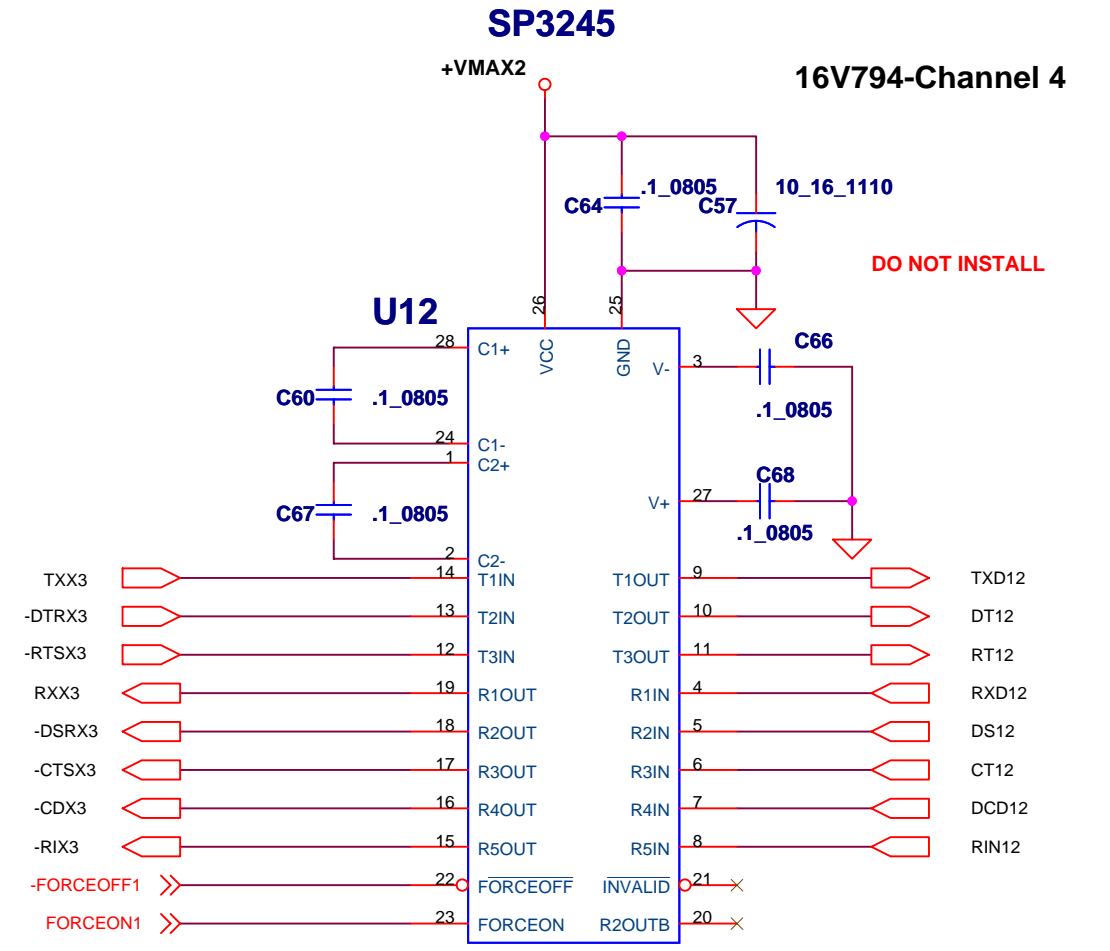 SP3245
+VMAX2
16V794-Channel 4
.1_0805
10_16_1110
C64
C57
DO NOT INSTALL
U12
26
25
VCC
GND
28
C1+
C66
3
V-
C60
.1_0805
.1_0805
24
C1-
1
C2+
C68
27
V+
C67
.1_0805
.1_0805
2
C2-
TXX3
14
T1IN
T1OUT
9
TXD12
-DTRX3
13
T2IN
T2OUT
10
DT12
-RTSX3
12
T3IN
T3OUT
11
RT12
RXX3
19
R1OUT
R1IN
4
RXD12
-DSRX3
18
R2OUT
R2IN
5
DS12
-CTSX3
17
R3OUT
R3IN
6
CT12
-CDX3
16
R4OUT
R4IN
7
DCD12
-RIX3
15
R5OUT
R5IN
8
RIN12
-FORCEOFF1
22
FORCEOFF
INVALID
21
FORCEON1
23
FORCEON
R2OUTB
20